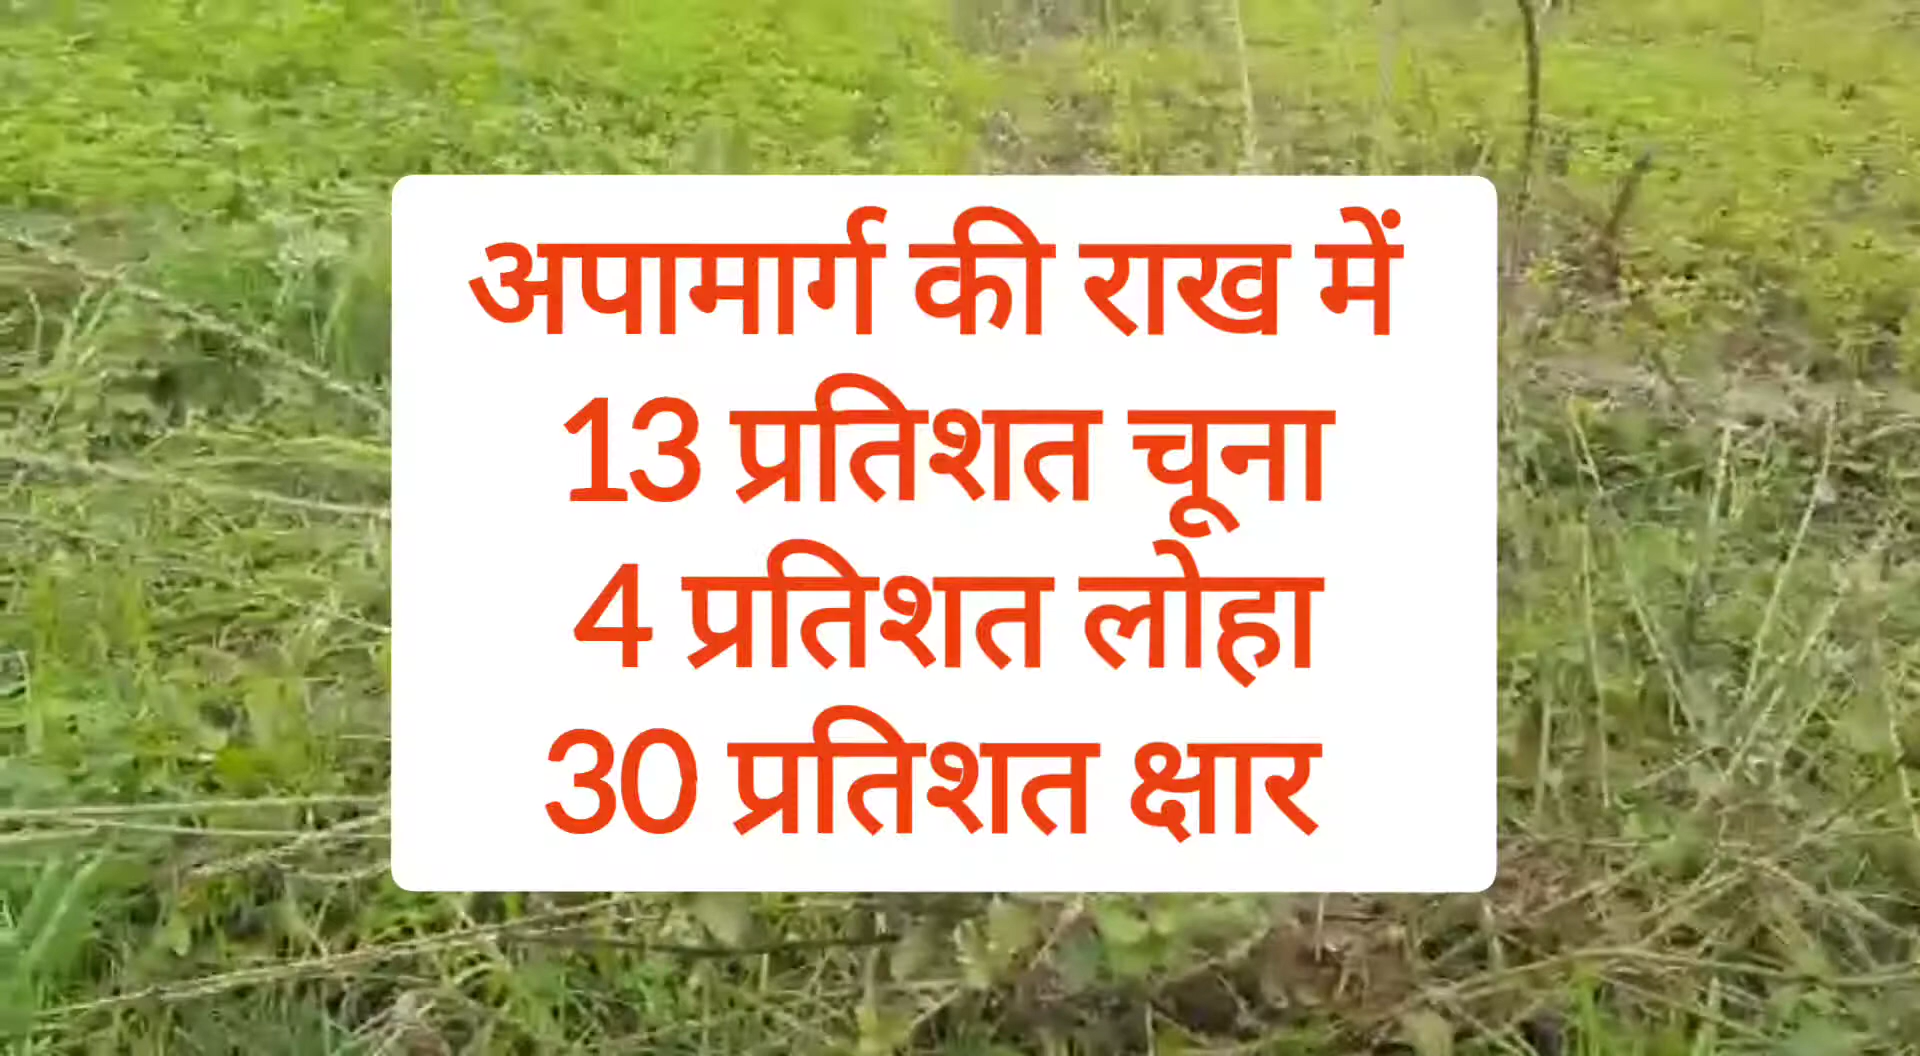 अपामार्ग की राख में
13 प्रतिशत चूना
4 प्रतिशत लोहा
30 प्रतिशत क्षार